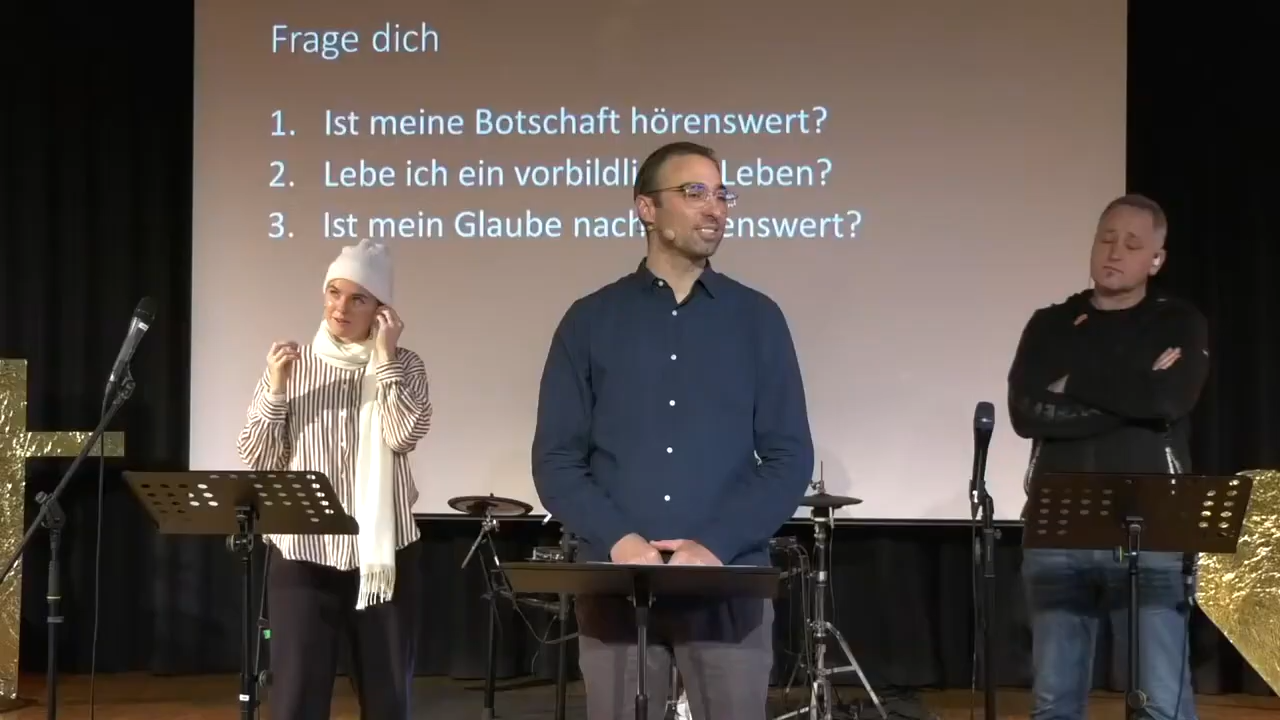 Frage dich
1. Ist meine Botschaft hörenswert?
2. Lebe ich ein Leben?
3. Ist mein Glaube